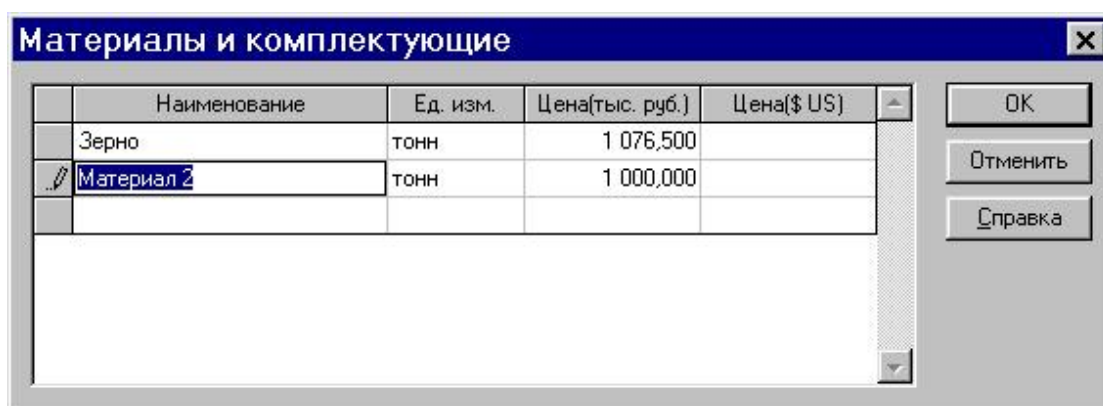 Материалы и комплектующие
Наименование Ед. изм. Цена(тыс. руб.) Цена($ US)
Зерно тонн 1 076,500
Материал 2 тонн 1 000,000
OK
Отменить
Справка